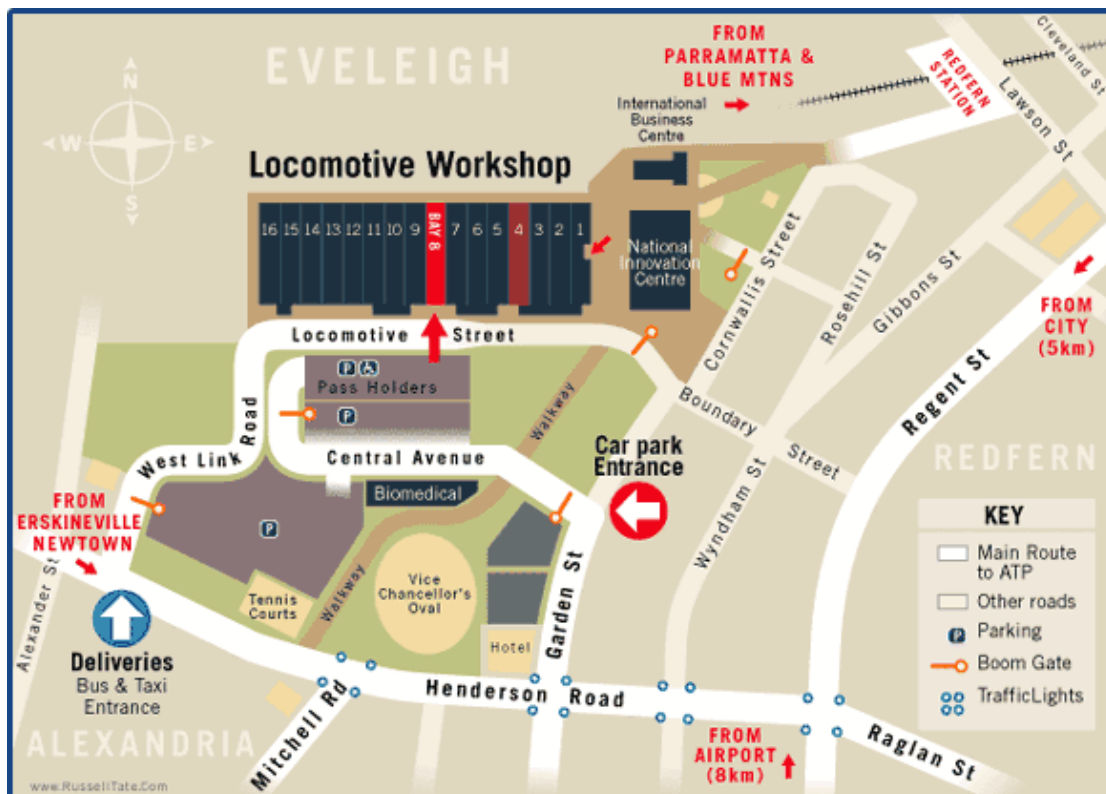 EVELEIGH
FROM
PARRAMATTA &
BLUE MTNS
REDFERN
STATION
Cleveland St
Lawson St
N
W
E
S
International
Business
Centre
Locomotive Workshop
16 15 14 13 12 11 10 9 BAY 8 7 6 5 4 3 2 1
National
Innovation
Centre
Cornwallis Street
Rosehill St
Gibbons St
FROM
CITY
(5km)
Regent St
Locomotive Street
P
Pass Holders
P
Walkway
Boundary Street
West Link Road
Central Avenue
Car park
Entrance
Wyndham St
REDFERN
FROM
ERSKINEVILLE
NEWTOWN
Biomedical
P
Alexander St
Tennis
Courts
Walkway
Vice
Chancellor's
Oval
Hotel
Garden St
KEY
Main Route
to ATP
Other roads
P Parking
Boom Gate
TrafficLights
Deliveries
Bus & Taxi
Entrance
Henderson Road
Mitchell Rd
ALEXANDRIA
FROM
AIRPORT
(8km)
Raglan St
www.RussellTate.Com